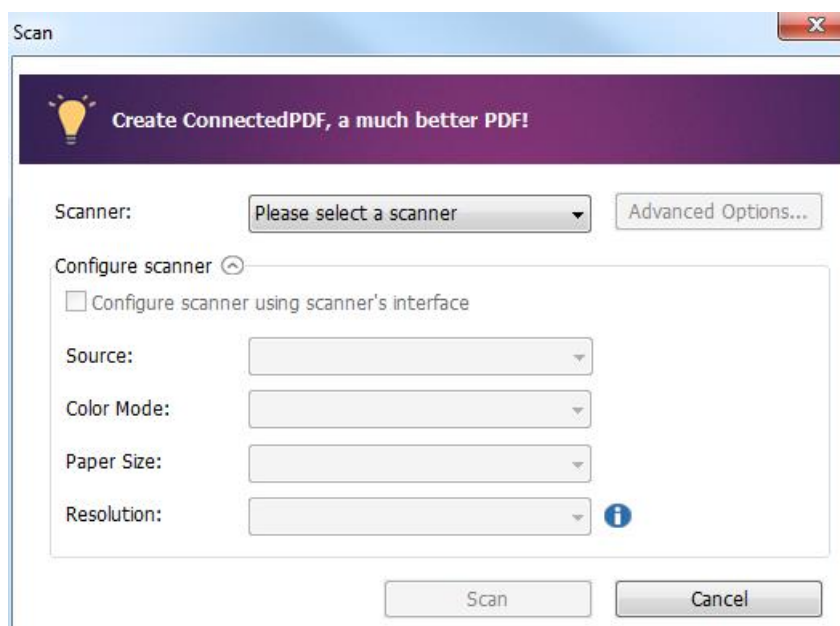 Scan
Create ConnectedPDF, a much better PDF!
Scanner: Please select a scanner Advanced Options...
Configure scanner
Configure scanner using scanner's interface
Source:
Color Mode:
Paper Size:
Resolution:
Scan Cancel